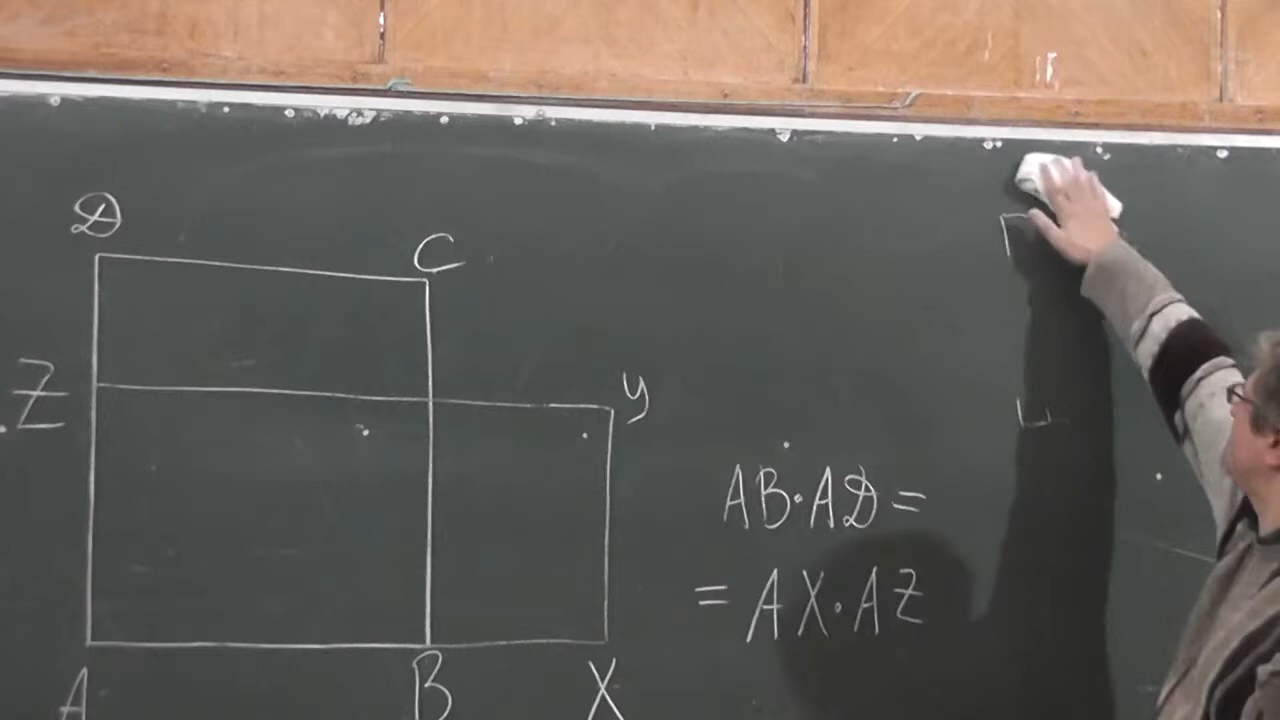 D
C
Z
y
AB·AD =
= AX·AZ
A B X